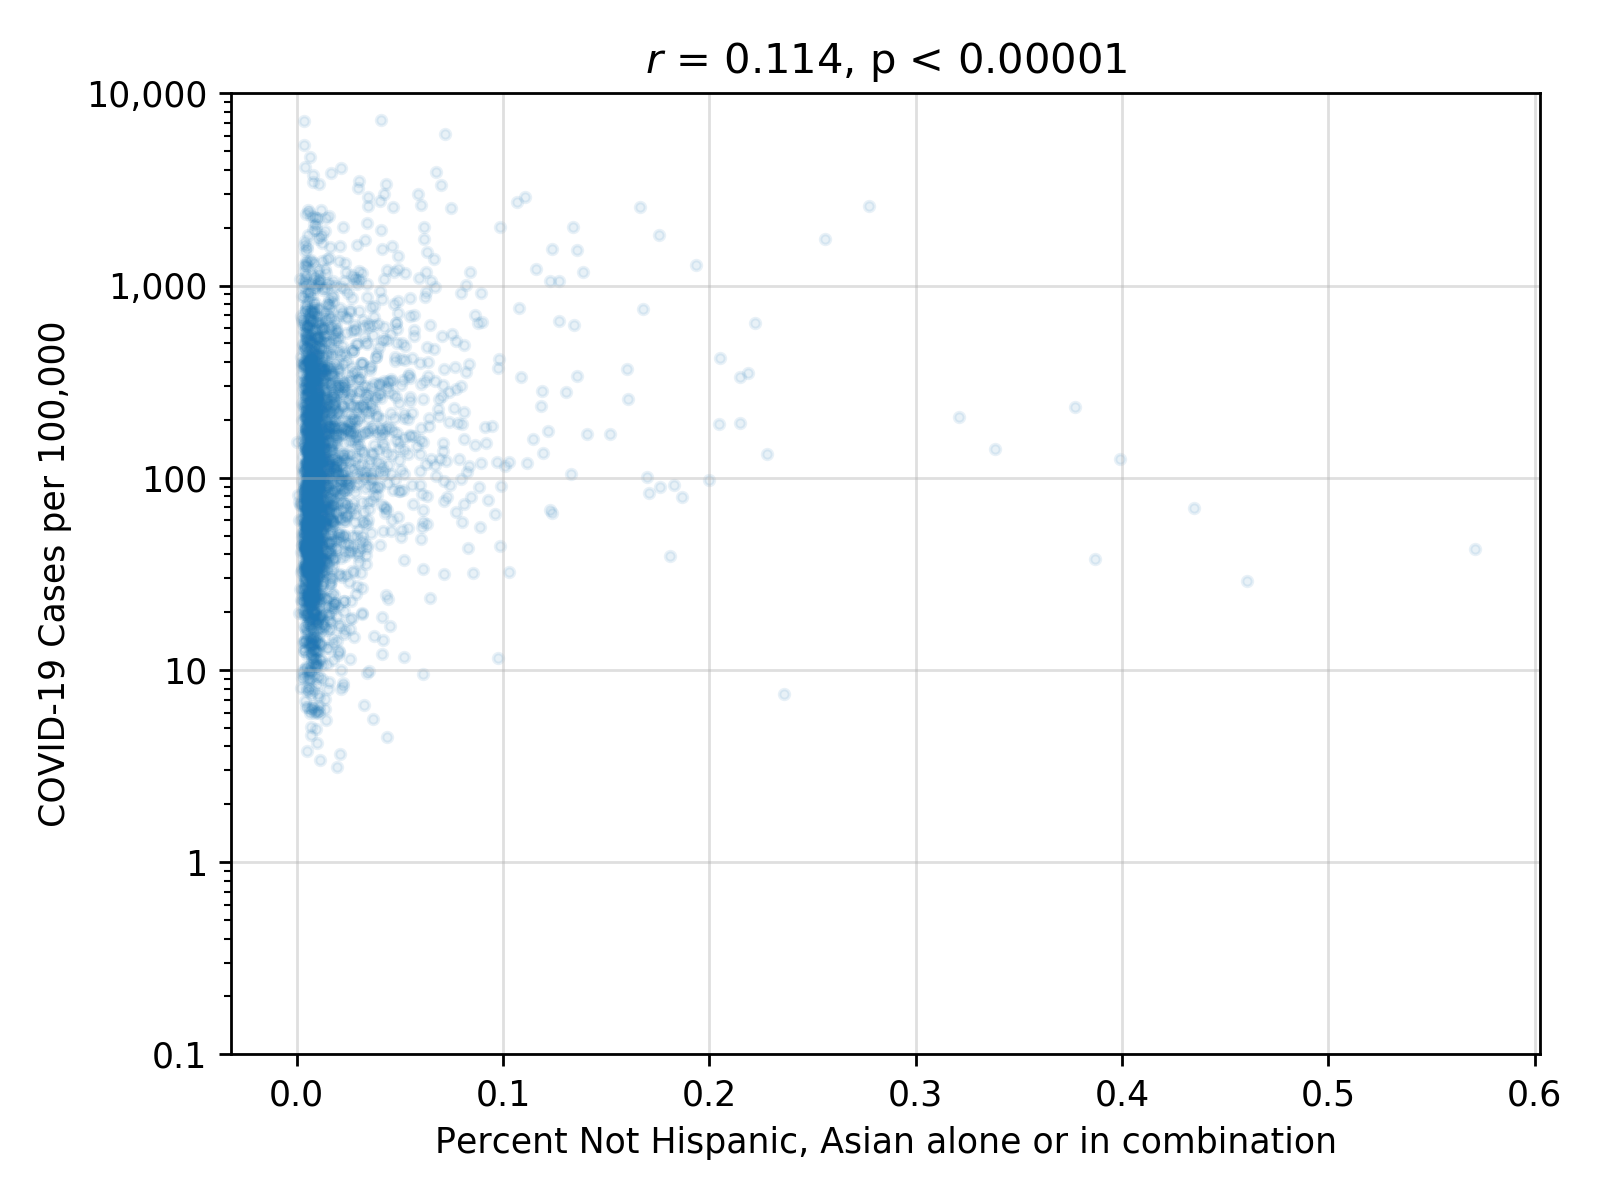 r = 0.114, p < 0.00001
10,000
1,000
100
10
1
0.1
COVID-19 Cases per 100,000
0.0 0.1 0.2 0.3 0.4 0.5 0.6
Percent Not Hispanic, Asian alone or in combination